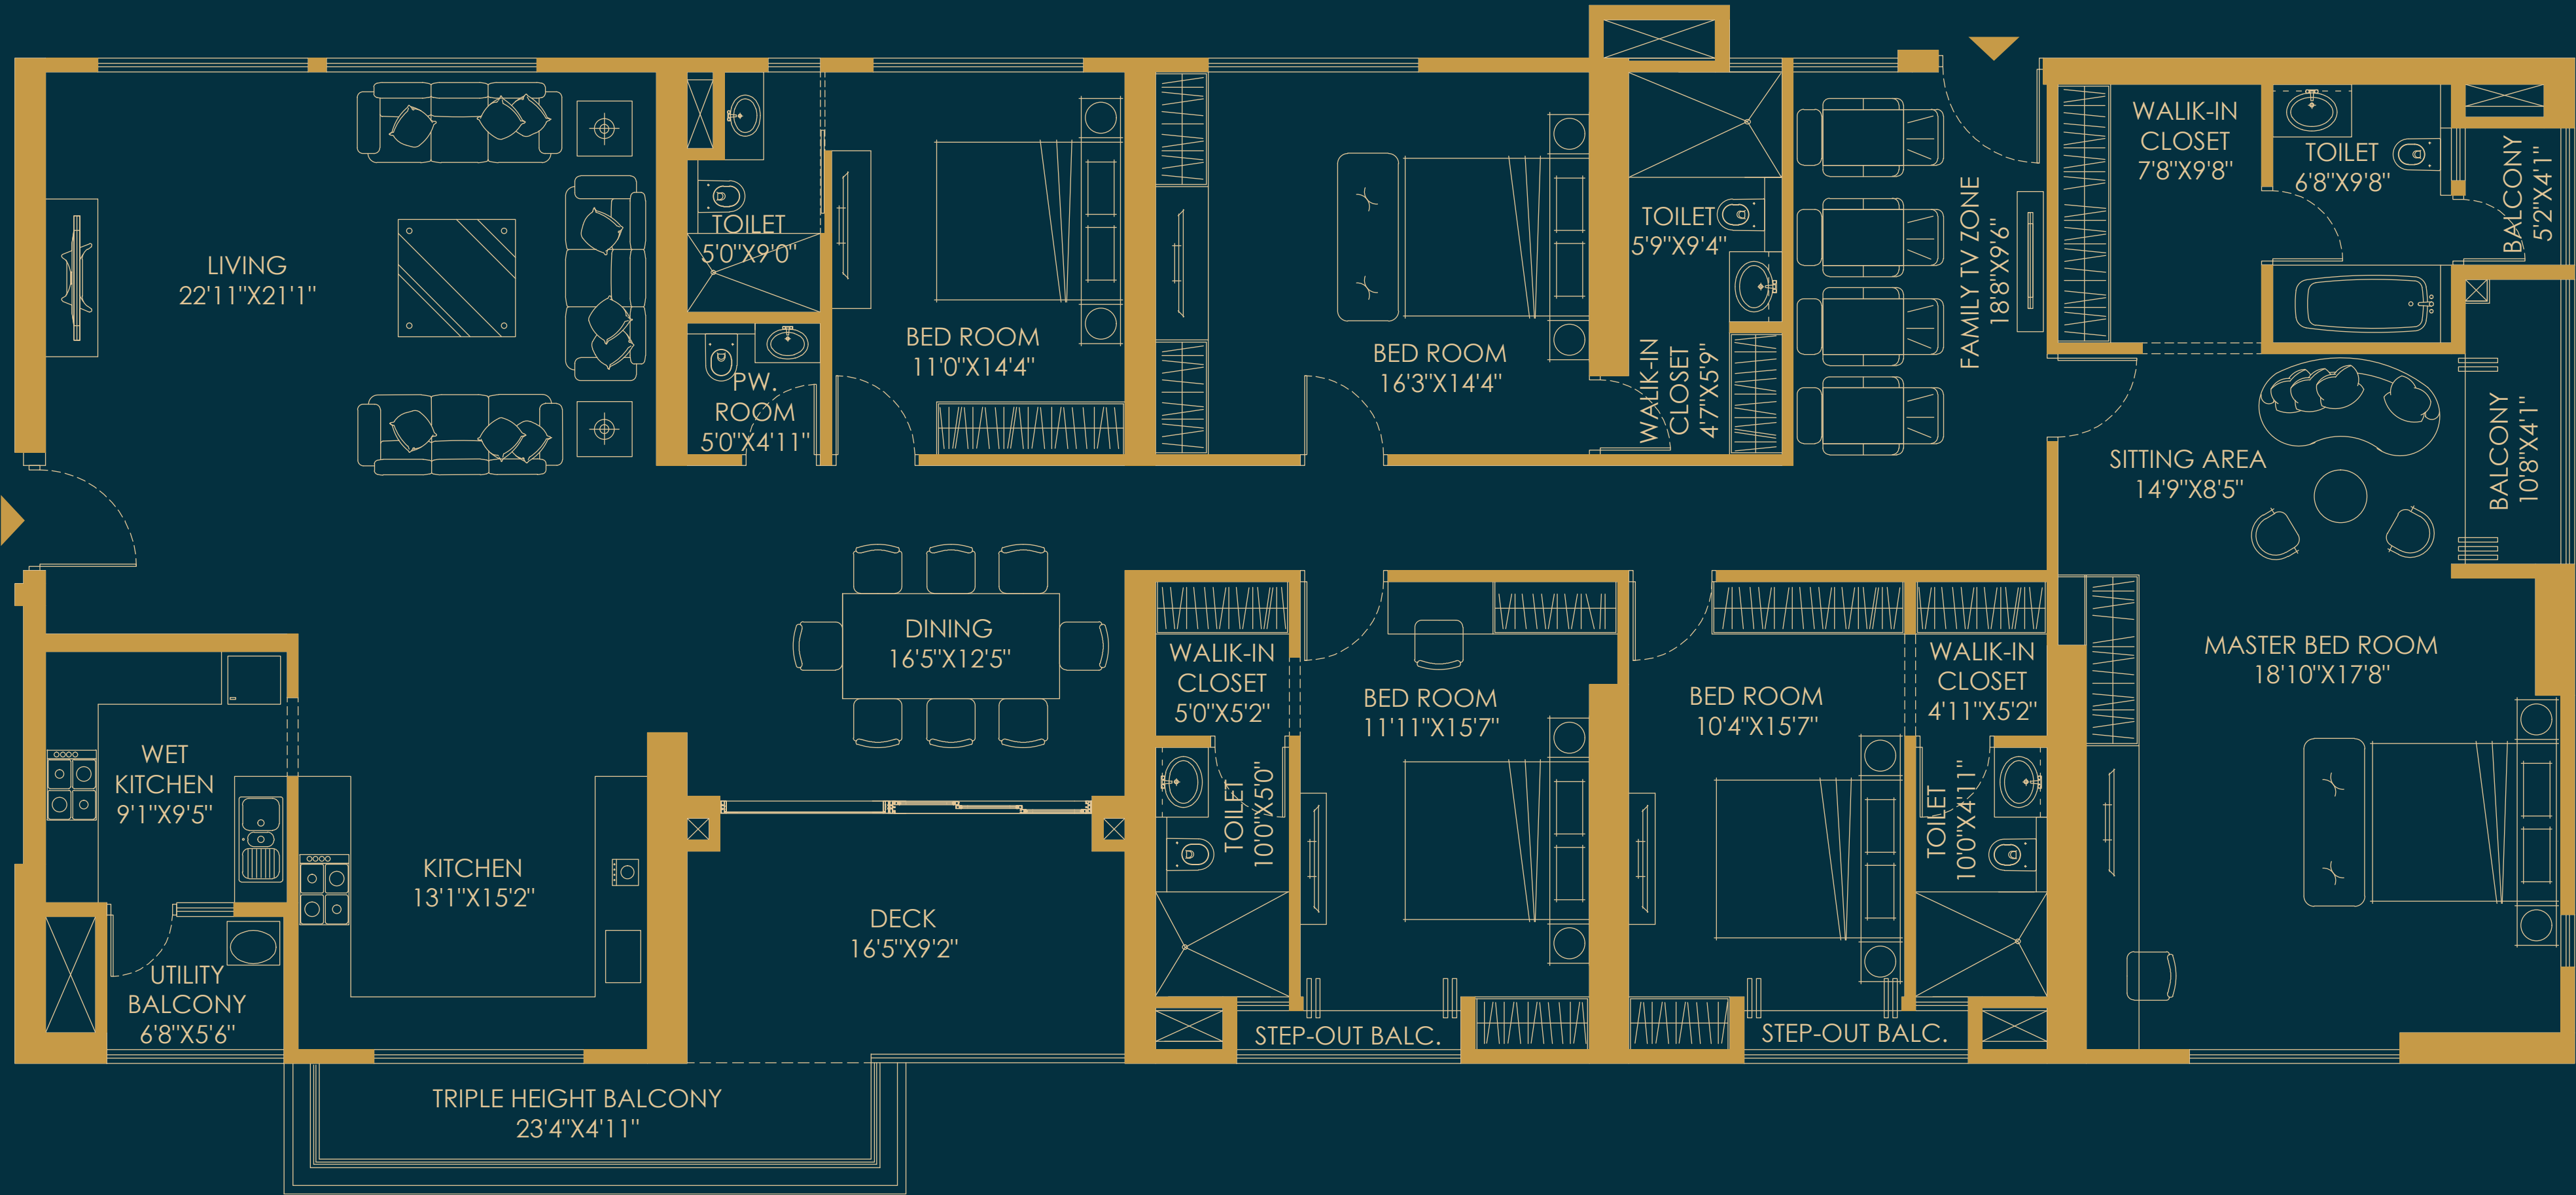 LIVING
22'11"X21'1"
TOILET
5'0"X9'0"
PW.
ROOM
5'0"X4'11"
BED ROOM
11'0"X14'4"
BED ROOM
16'3"X14'4"
TOILET
5'9"X9'4"
WALIK-IN
CLOSET
4'7"X5'9"
FAMILY TV ZONE
18'8"X9'6"
WALIK-IN
CLOSET
7'8"X9'8"
TOILET
6'8"X9'8"
BALCONY
5'2"X4'1"
SITTING AREA
14'9"X8'5"
BALCONY
10'8"X4'1"
DINING
16'5"X12'5"
WALIK-IN
CLOSET
5'0"X5'2"
BED ROOM
11'11"X15'7"
BED ROOM
10'4"X15'7"
WALIK-IN
CLOSET
4'11"X5'2"
MASTER BED ROOM
18'10"X17'8"
WET
KITCHEN
9'1"X9'5"
KITCHEN
13'1"X15'2"
TOILET
10'0"X5'0"
TOILET
10'0"X4'11"
DECK
16'5"X9'2"
UTILITY
BALCONY
6'8"X5'6"
STEP-OUT BALC.
STEP-OUT BALC.
TRIPLE HEIGHT BALCONY
23'4"X4'11"